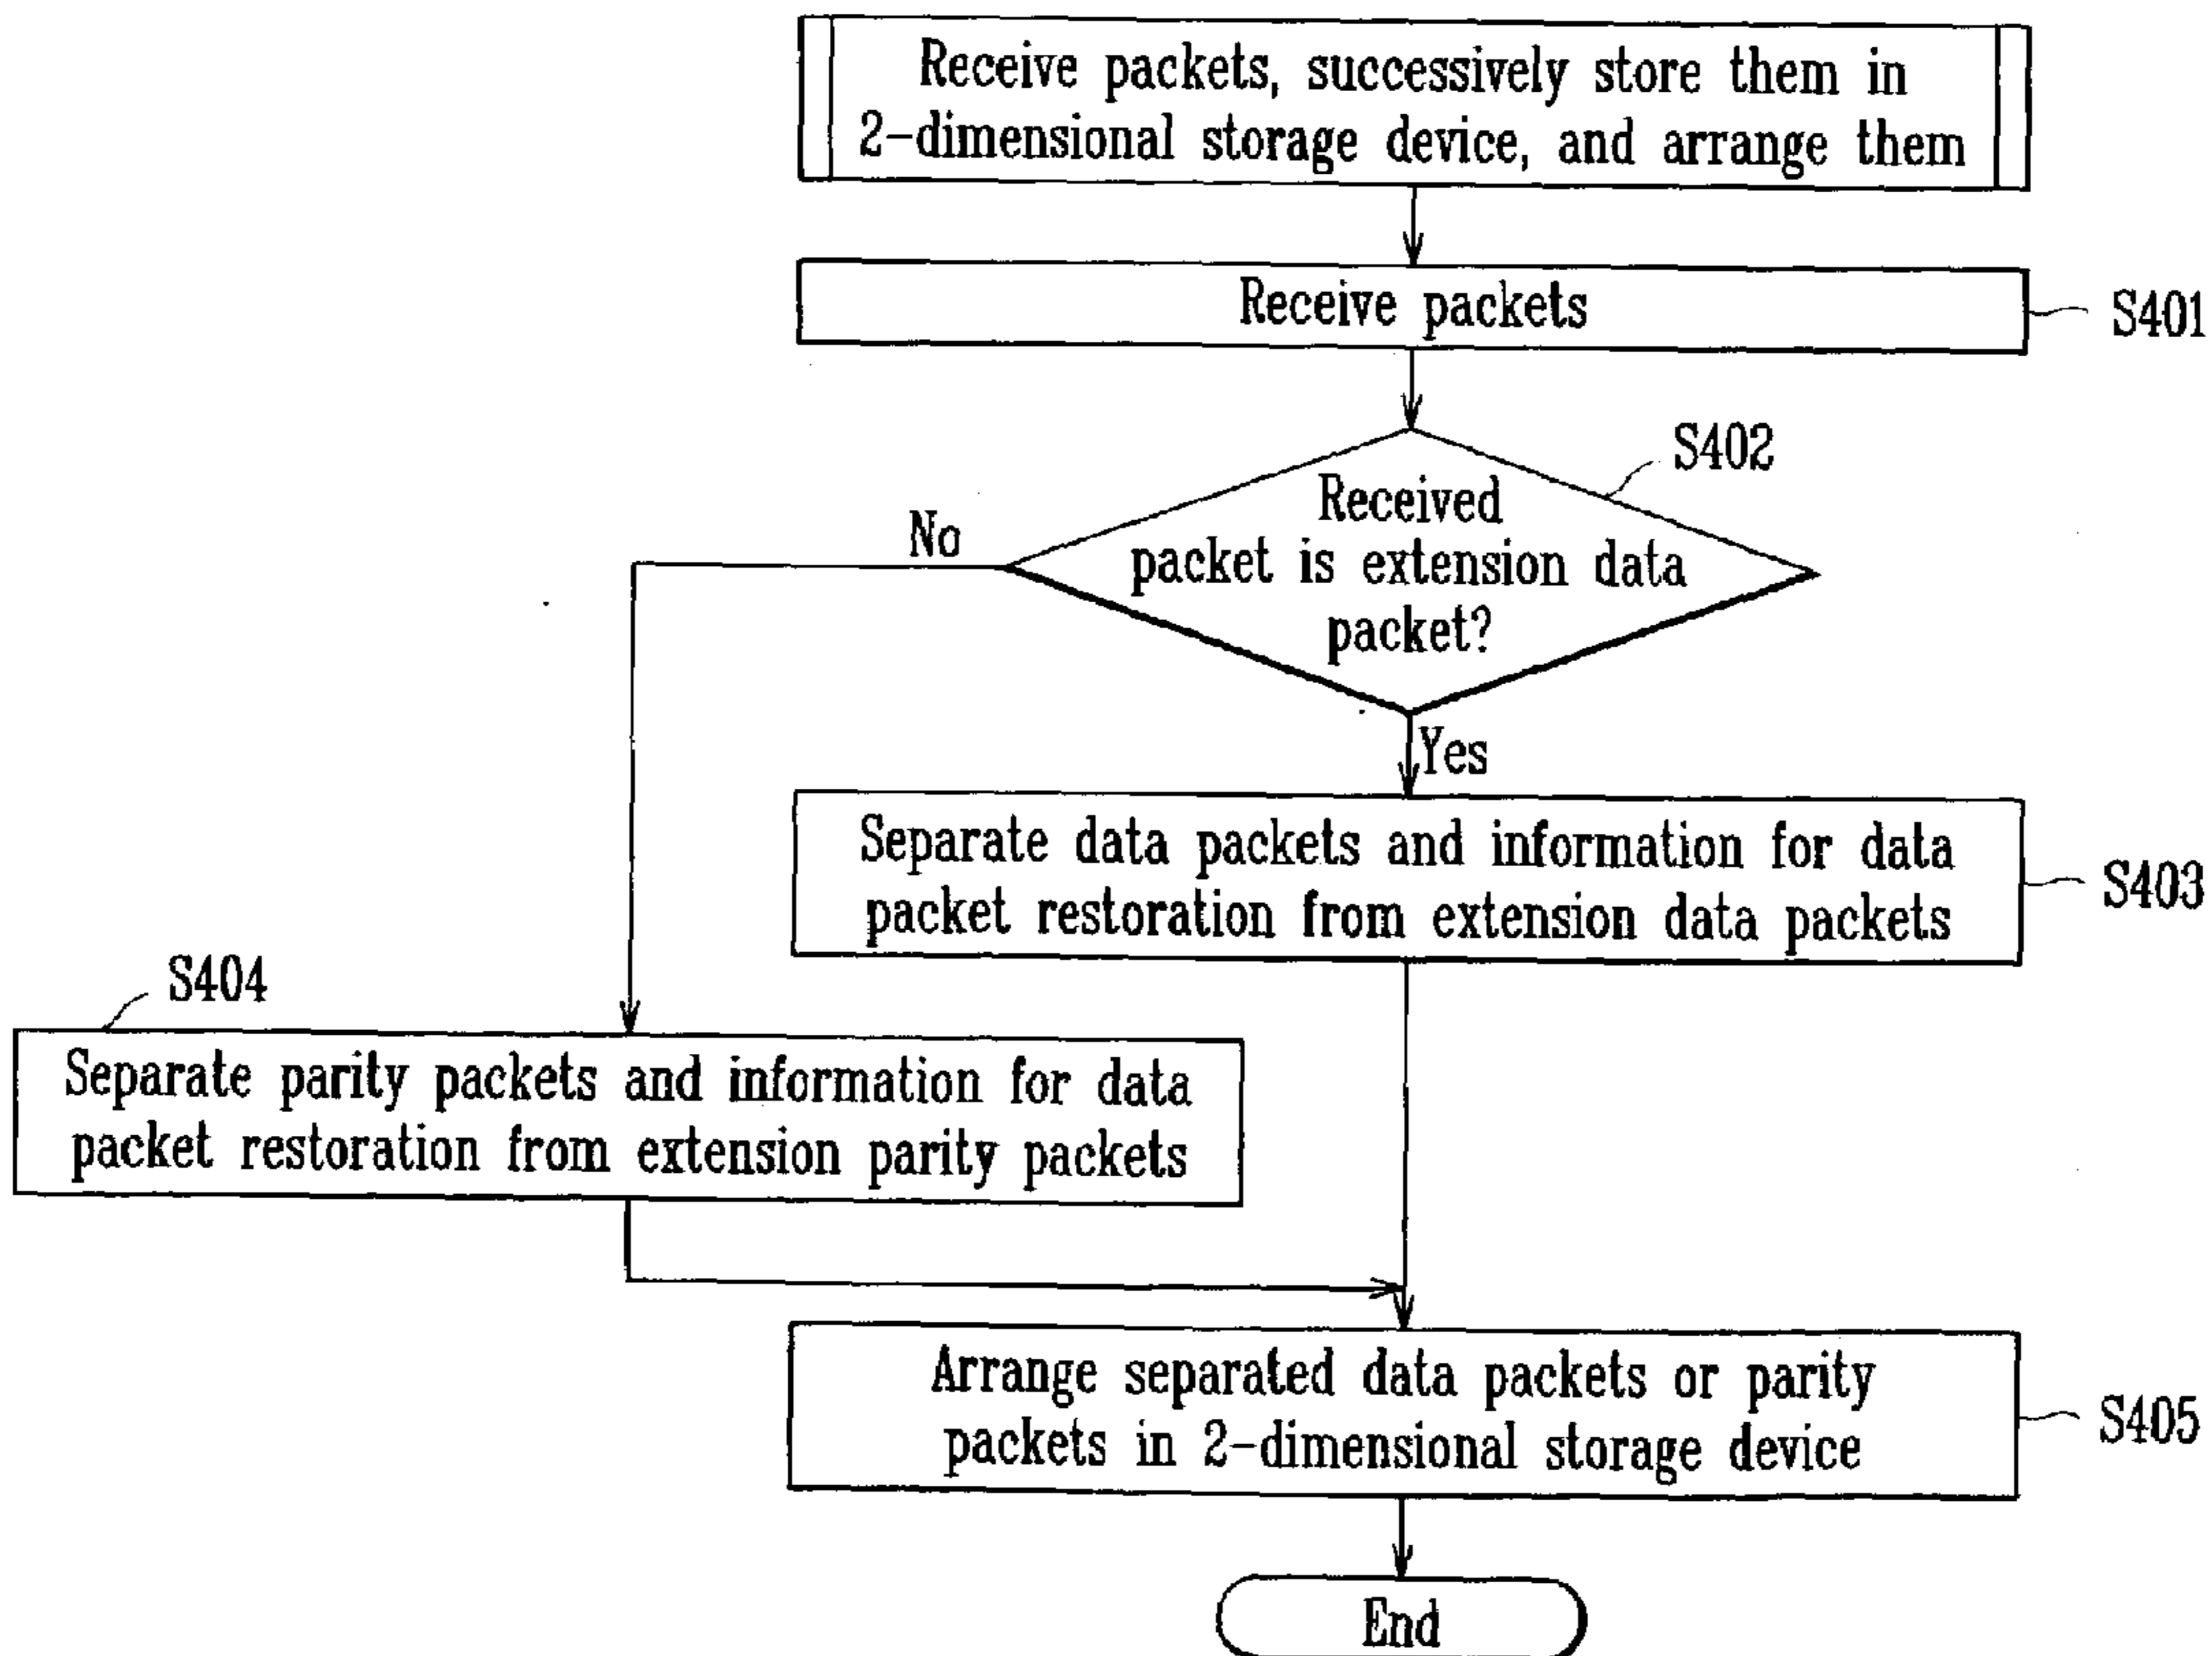 Receive packets, successively store them in
2-dimensional storage device, and arrange them
Receive packets
S401
S402
Received
packet is extension data
packet?
No
Yes
Separate data packets and information for data
packet restoration from extension data packets
S403
S404
Separate parity packets and information for data
packet restoration from extension parity packets
Arrange separated data packets or parity
packets in 2-dimensional storage device
S405
End